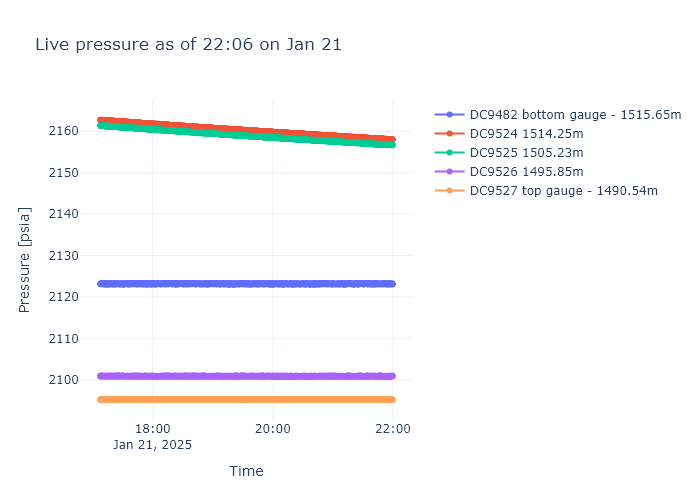 Live pressure as of 22:06 on Jan 21
DC9482 bottom gauge - 1515.65m
DC9524 1514.25m
DC9525 1505.23m
DC9526 1495.85m
DC9527 top gauge - 1490.54m
Pressure [psia]
2160
2150
2140
2130
2120
2110
2100
18:00
Jan 21, 2025
20:00
22:00
Time